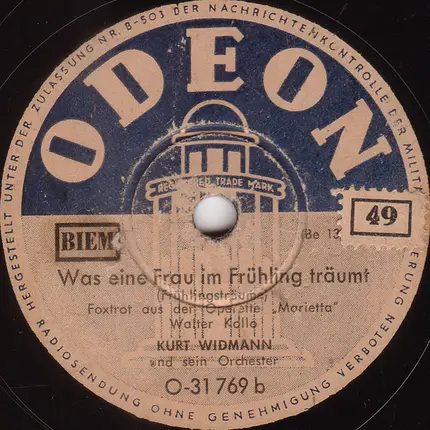 HERGESTELLT UNTER DER ZULASSUNG NR. B-503 DER NACHRICHTENKONTROLLE DER MILITÄ
ERUNG
ODEON
REGISTERED TRADE MARK
49
BIEM
(Be 13
Was eine Frau im Frühling träumt
(Frühlingsträume)
Foxtrot aus der Operette „Marietta"
Walter Kollo
KURT WIDMANN
und sein Orchester
O-31 769 b
RADIOSENDUNG OHNE GENEHMIGUNG VERBOTEN